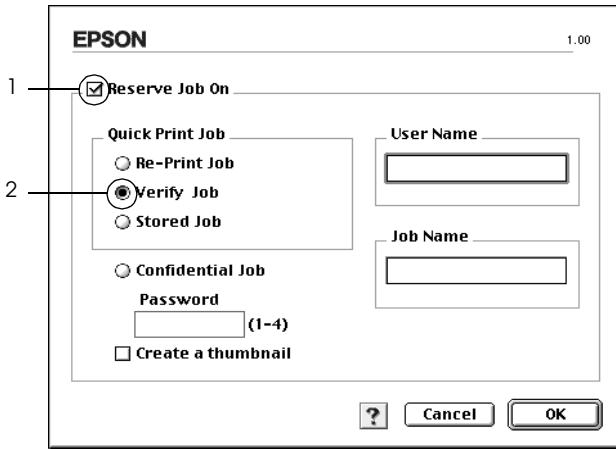 EPSON
1.00
1
Reserve Job On
Quick Print Job
Re-Print Job
2
Verify Job
Stored Job
Confidential Job
Password
(1-4)
Create a thumbnail
User Name
Job Name
?
Cancel
OK